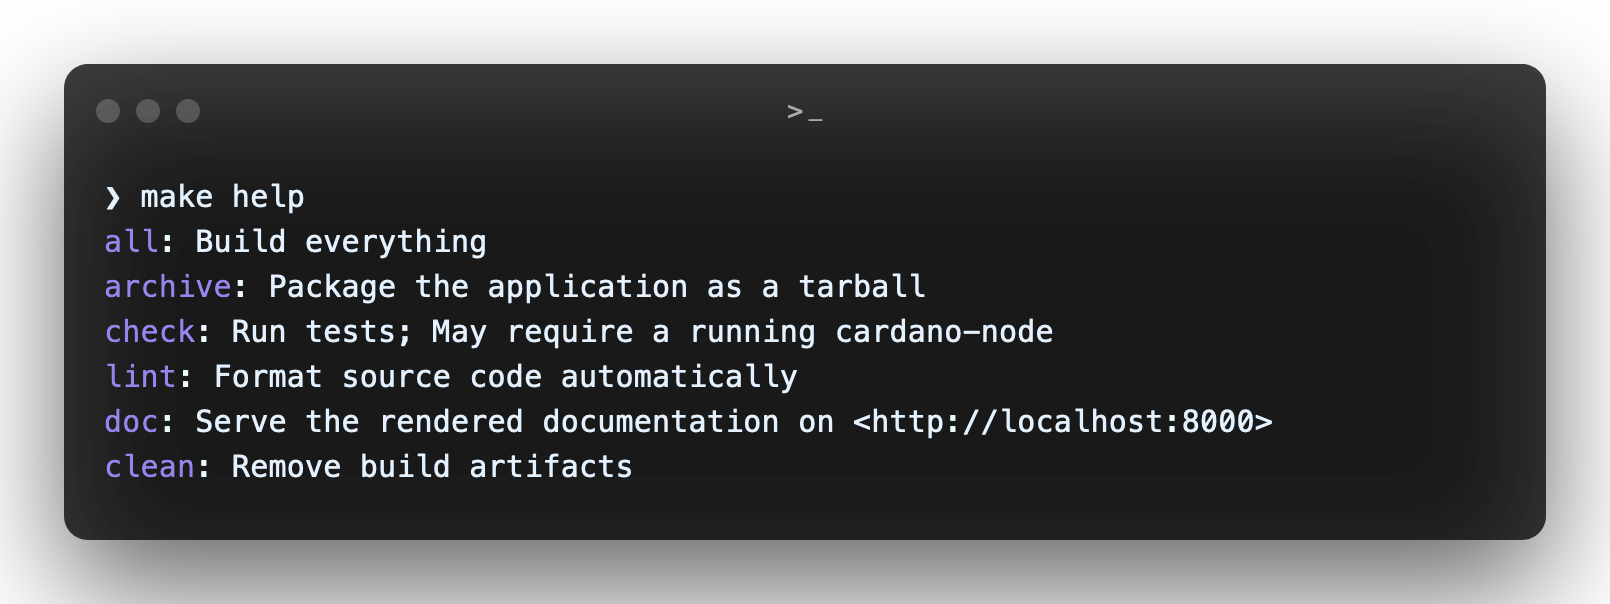 >_
❯ make help
all: Build everything
archive: Package the application as a tarball
check: Run tests; May require a running cardano-node
lint: Format source code automatically
doc: Serve the rendered documentation on <http://localhost:8000>
clean: Remove build artifacts